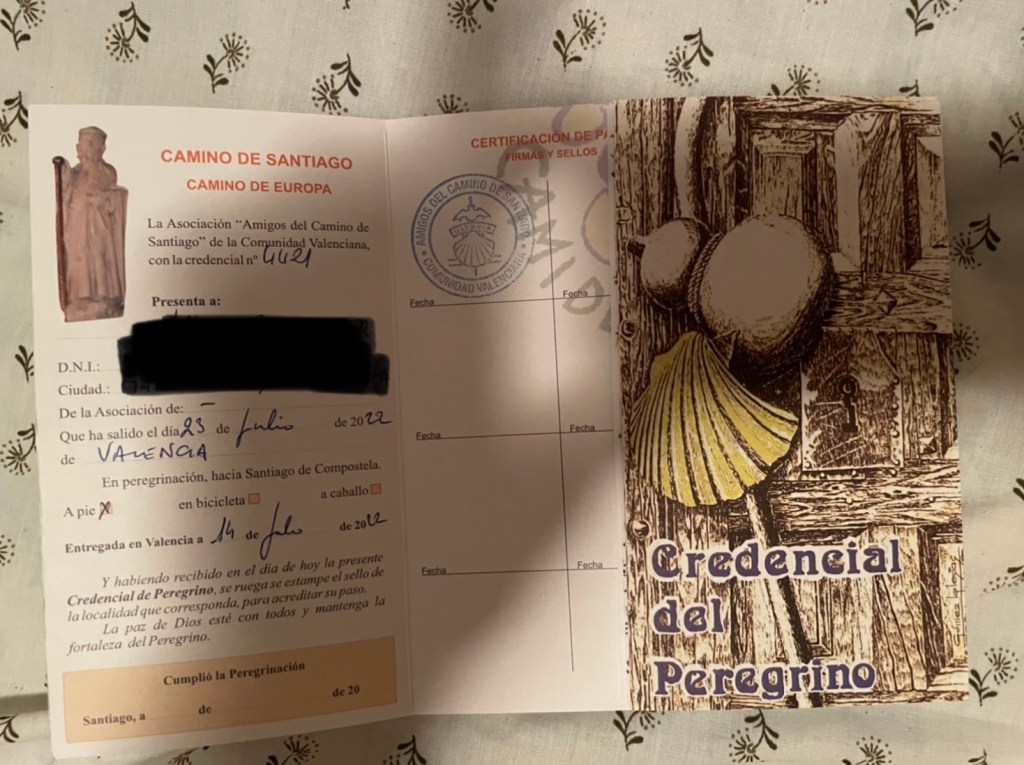 CAMINO DE SANTIAGO
CAMINO DE EUROPA
La Asociación "Amigos del Camino de
Santiago" de la Comunidad Valenciana,
con la credencial nº 4421
Presenta a:
D.N.I.:
Ciudad.:
De la Asociación de: –
Que ha salido el día 23 de Julio de 2022
de VALENCIA
En peregrinación, hacia Santiago de Compostela.
A pie X en bicicleta a caballo
Entregada en Valencia a 14 de Julio de 2022
Y habiendo recibido en el día de hoy la presente
Credencial de Peregrino, se ruega se estampe el sello de
la localidad que corresponda, para acreditar su paso.
La paz de Dios esté con todos y mantenga la
fortaleza del Peregrino.
Cumplió la Peregrinación
Santiago, a de de 20
CERTIFICACIÓN DE PA
FIRMAS Y SELLOS
AMIGOS DEL CAMINO DE SANTIAGO
COMUNIDAD VALENCIANA
CAMI
Fecha Fecha
Fecha Fecha
Fecha Fecha
Credencial
del
Peregrino